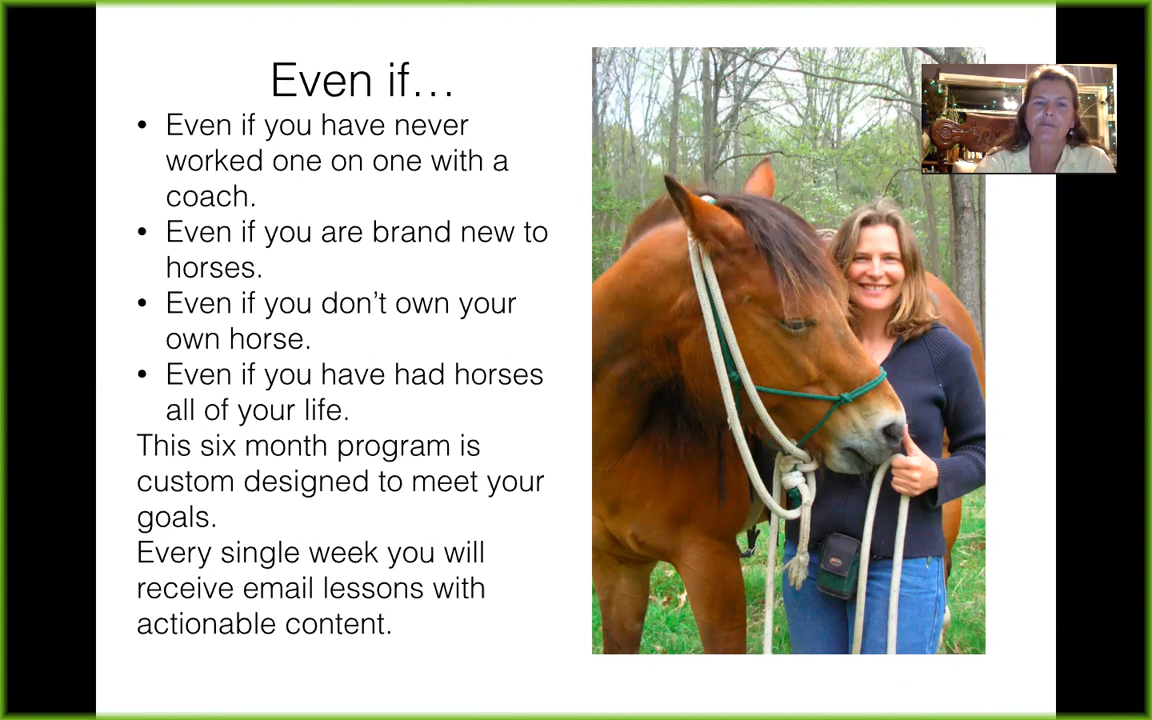 Even if…
• Even if you have never
worked one on one with a
coach.
• Even if you are brand new to
horses.
• Even if you don’t own your
own horse.
• Even if you have had horses
all of your life.
This six month program is
custom designed to meet your
goals.
Every single week you will
receive email lessons with
actionable content.